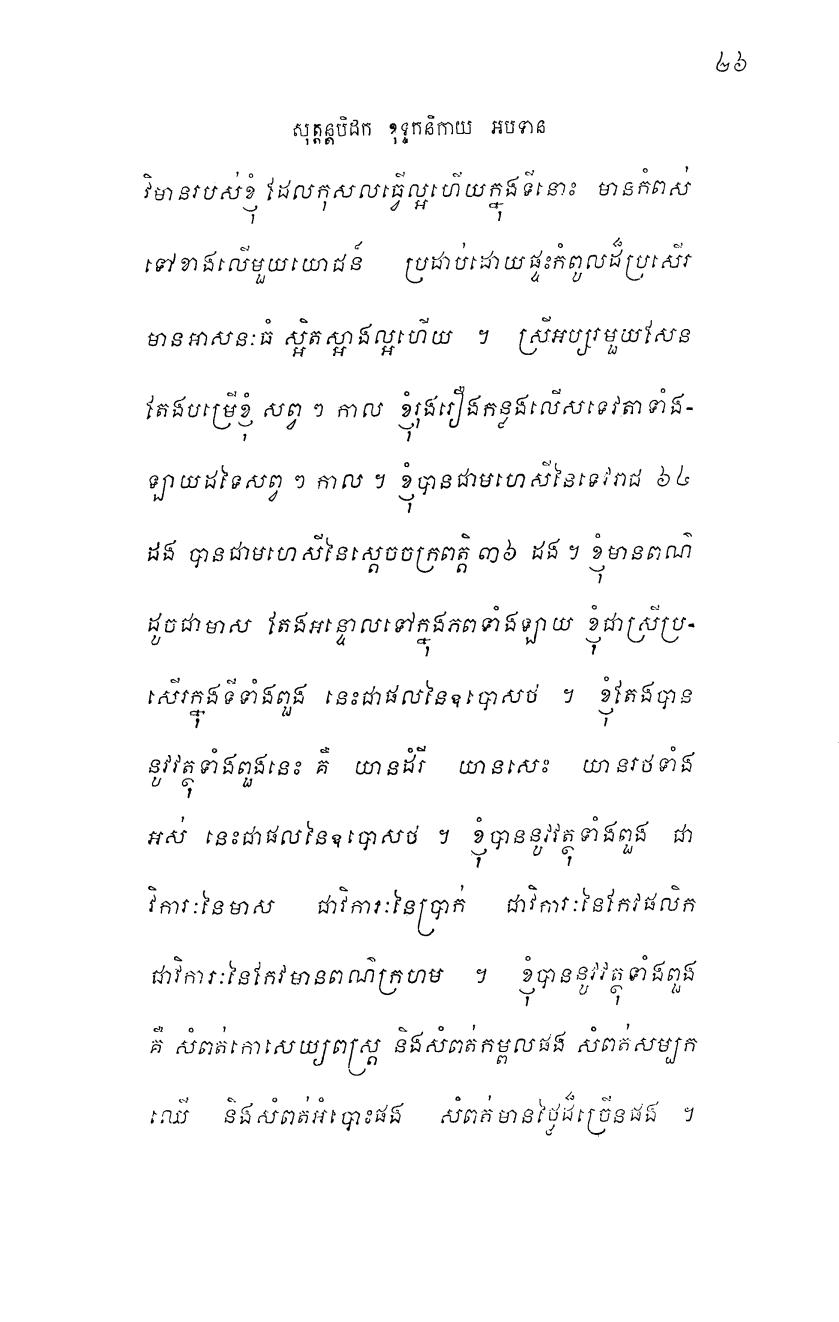 ២៦
សុត្តន្តបិដក ខុទ្ទកនិកាយ អបទាន
វិមានរបស់ខ្ញុំ ដែលកុសលធ្វើល្អហើយក្នុងទីនោះ មានកំពស់
ទៅខាងលើមួយយោជន៍ ប្រដាប់ដោយផ្ទះកំពូលដ៏ប្រសើរ
មានអាសនៈធំ ស្អិតស្អាងល្អហើយ ។ ស្រីអប្សរមួយសែន
តែងបម្រើខ្ញុំ សព្វ ៗ កាល ខ្ញុំរុងរឿងកន្លងលើសទេវតាទាំង-
ឡាយដទៃសព្វ ៗ កាល ។ ខ្ញុំបានជាមហេសីនៃទេវរាជ ៦៤
ដង បានជាមហេសីនៃស្តេចចក្រពត្តិ ៣៦ ដង ។ ខ្ញុំមានពណ៌
ដូចជាមាស តែងអន្ទោលទៅក្នុងភពទាំងឡាយ ខ្ញុំជាស្រីប្រ-
សើរក្នុងទីទាំងពួង នេះជាផលនៃឧបោសថ ។ ខ្ញុំតែងបាន
នូវវត្ថុទាំងពួងនេះ គឺ យានដំរី យានសេះ យានរថទាំង
អស់ នេះជាផលនៃឧបោសថ ។ ខ្ញុំបាននូវវត្ថុទាំងពួង ជា
វិការៈនៃមាស ជាវិការៈនៃប្រាក់ ជាវិការៈនៃកែវផលិក
ជាវិការៈនៃកែវមានពណ៌ក្រហម ។ ខ្ញុំបាននូវវត្ថុទាំងពួង
គឺ សំពត់កោសេយ្យពស្ត្រ និងសំពត់កម្ពលផង សំពត់សម្បក
ឈើ និងសំពត់អំបោះផង សំពត់មានថ្លៃដ៏ច្រើនផង ។